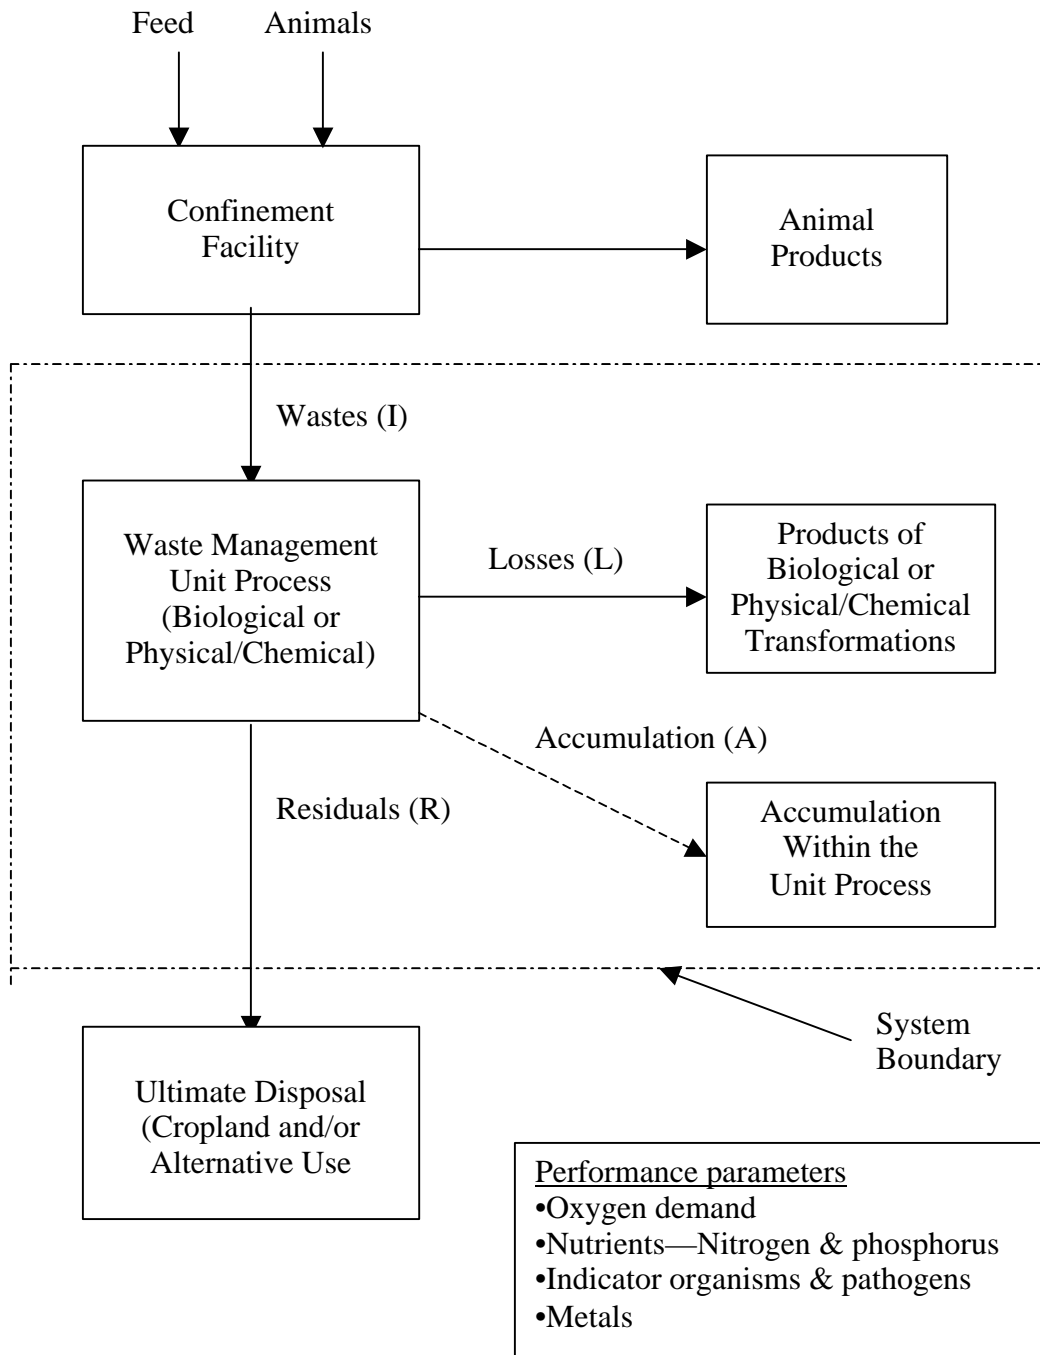 Feed
Animals
Confinement
Facility
Animal
Products
Wastes (I)
Waste Management
Unit Process
(Biological or
Physical/Chemical)
Losses (L)
Products of
Biological or
Physical/Chemical
Transformations
Accumulation (A)
Residuals (R)
Accumulation
Within the
Unit Process
System
Boundary
Ultimate Disposal
(Cropland and/or
Alternative Use
Performance parameters
•Oxygen demand
•Nutrients—Nitrogen & phosphorus
•Indicator organisms & pathogens
•Metals